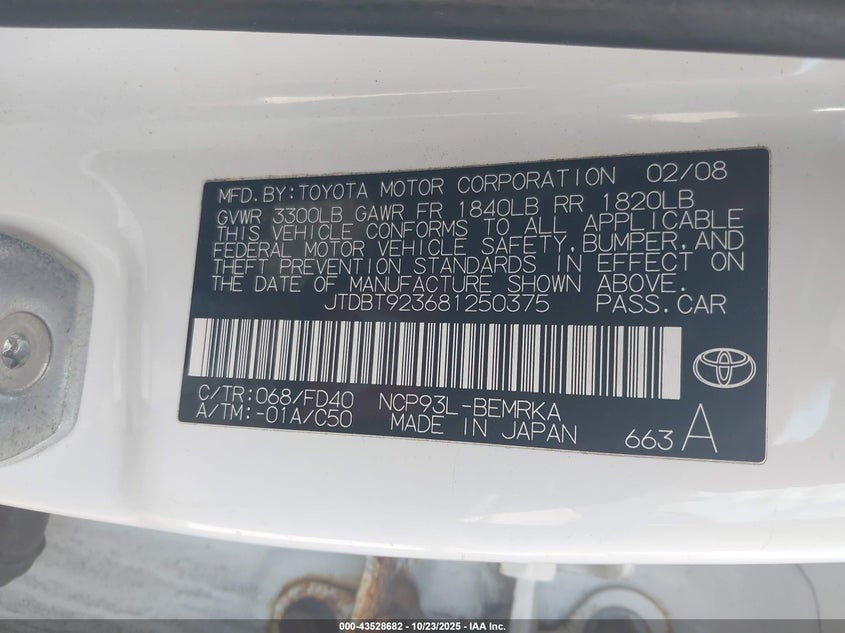 MFD.BY:TOYOTA MOTOR CORPORATION 02/08
GVWR 3300LB GAWR FR 1840LB RR 1820LB
THIS VEHICLE CONFORMS TO ALL APPLICABLE
FEDERAL MOTOR VEHICLE SAFETY,BUMPER,AND
THEFT PREVENTION STANDARDS IN EFFECT ON
THE DATE OF MANUFACTURE SHOWN ABOVE.
JTDBT923681250375 PASS.CAR
C/TR:068/FD40 NCP93L-BEMRKA
A/TM:-01A/C50 MADE IN JAPAN
663 A
000-43528682 - 10/23/2025 - IAA Inc.